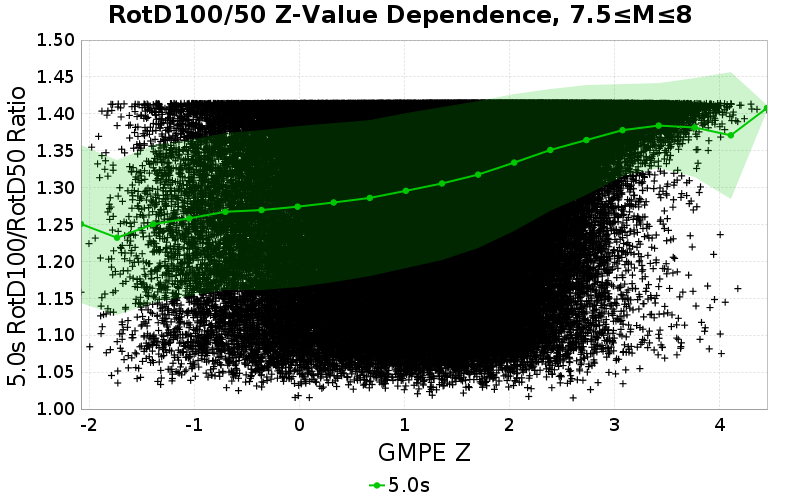 RotD100/50 Z-Value Dependence, 7.5≤M≤8
5.0s RotD100/RotD50 Ratio
1.50
1.45
1.40
1.35
1.30
1.25
1.20
1.15
1.10
1.05
1.00
-2 -1 0 1 2 3 4
GMPE Z
5.0s